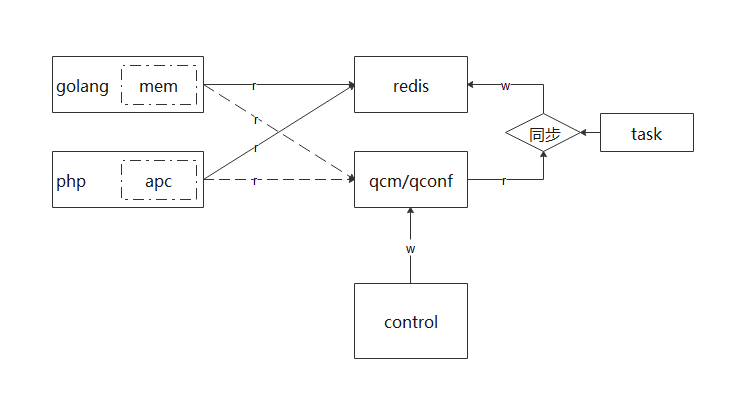 golang
mem
r
redis
w
r
同步
task
r
php
apc
r
qcm/qconf
r
w
control